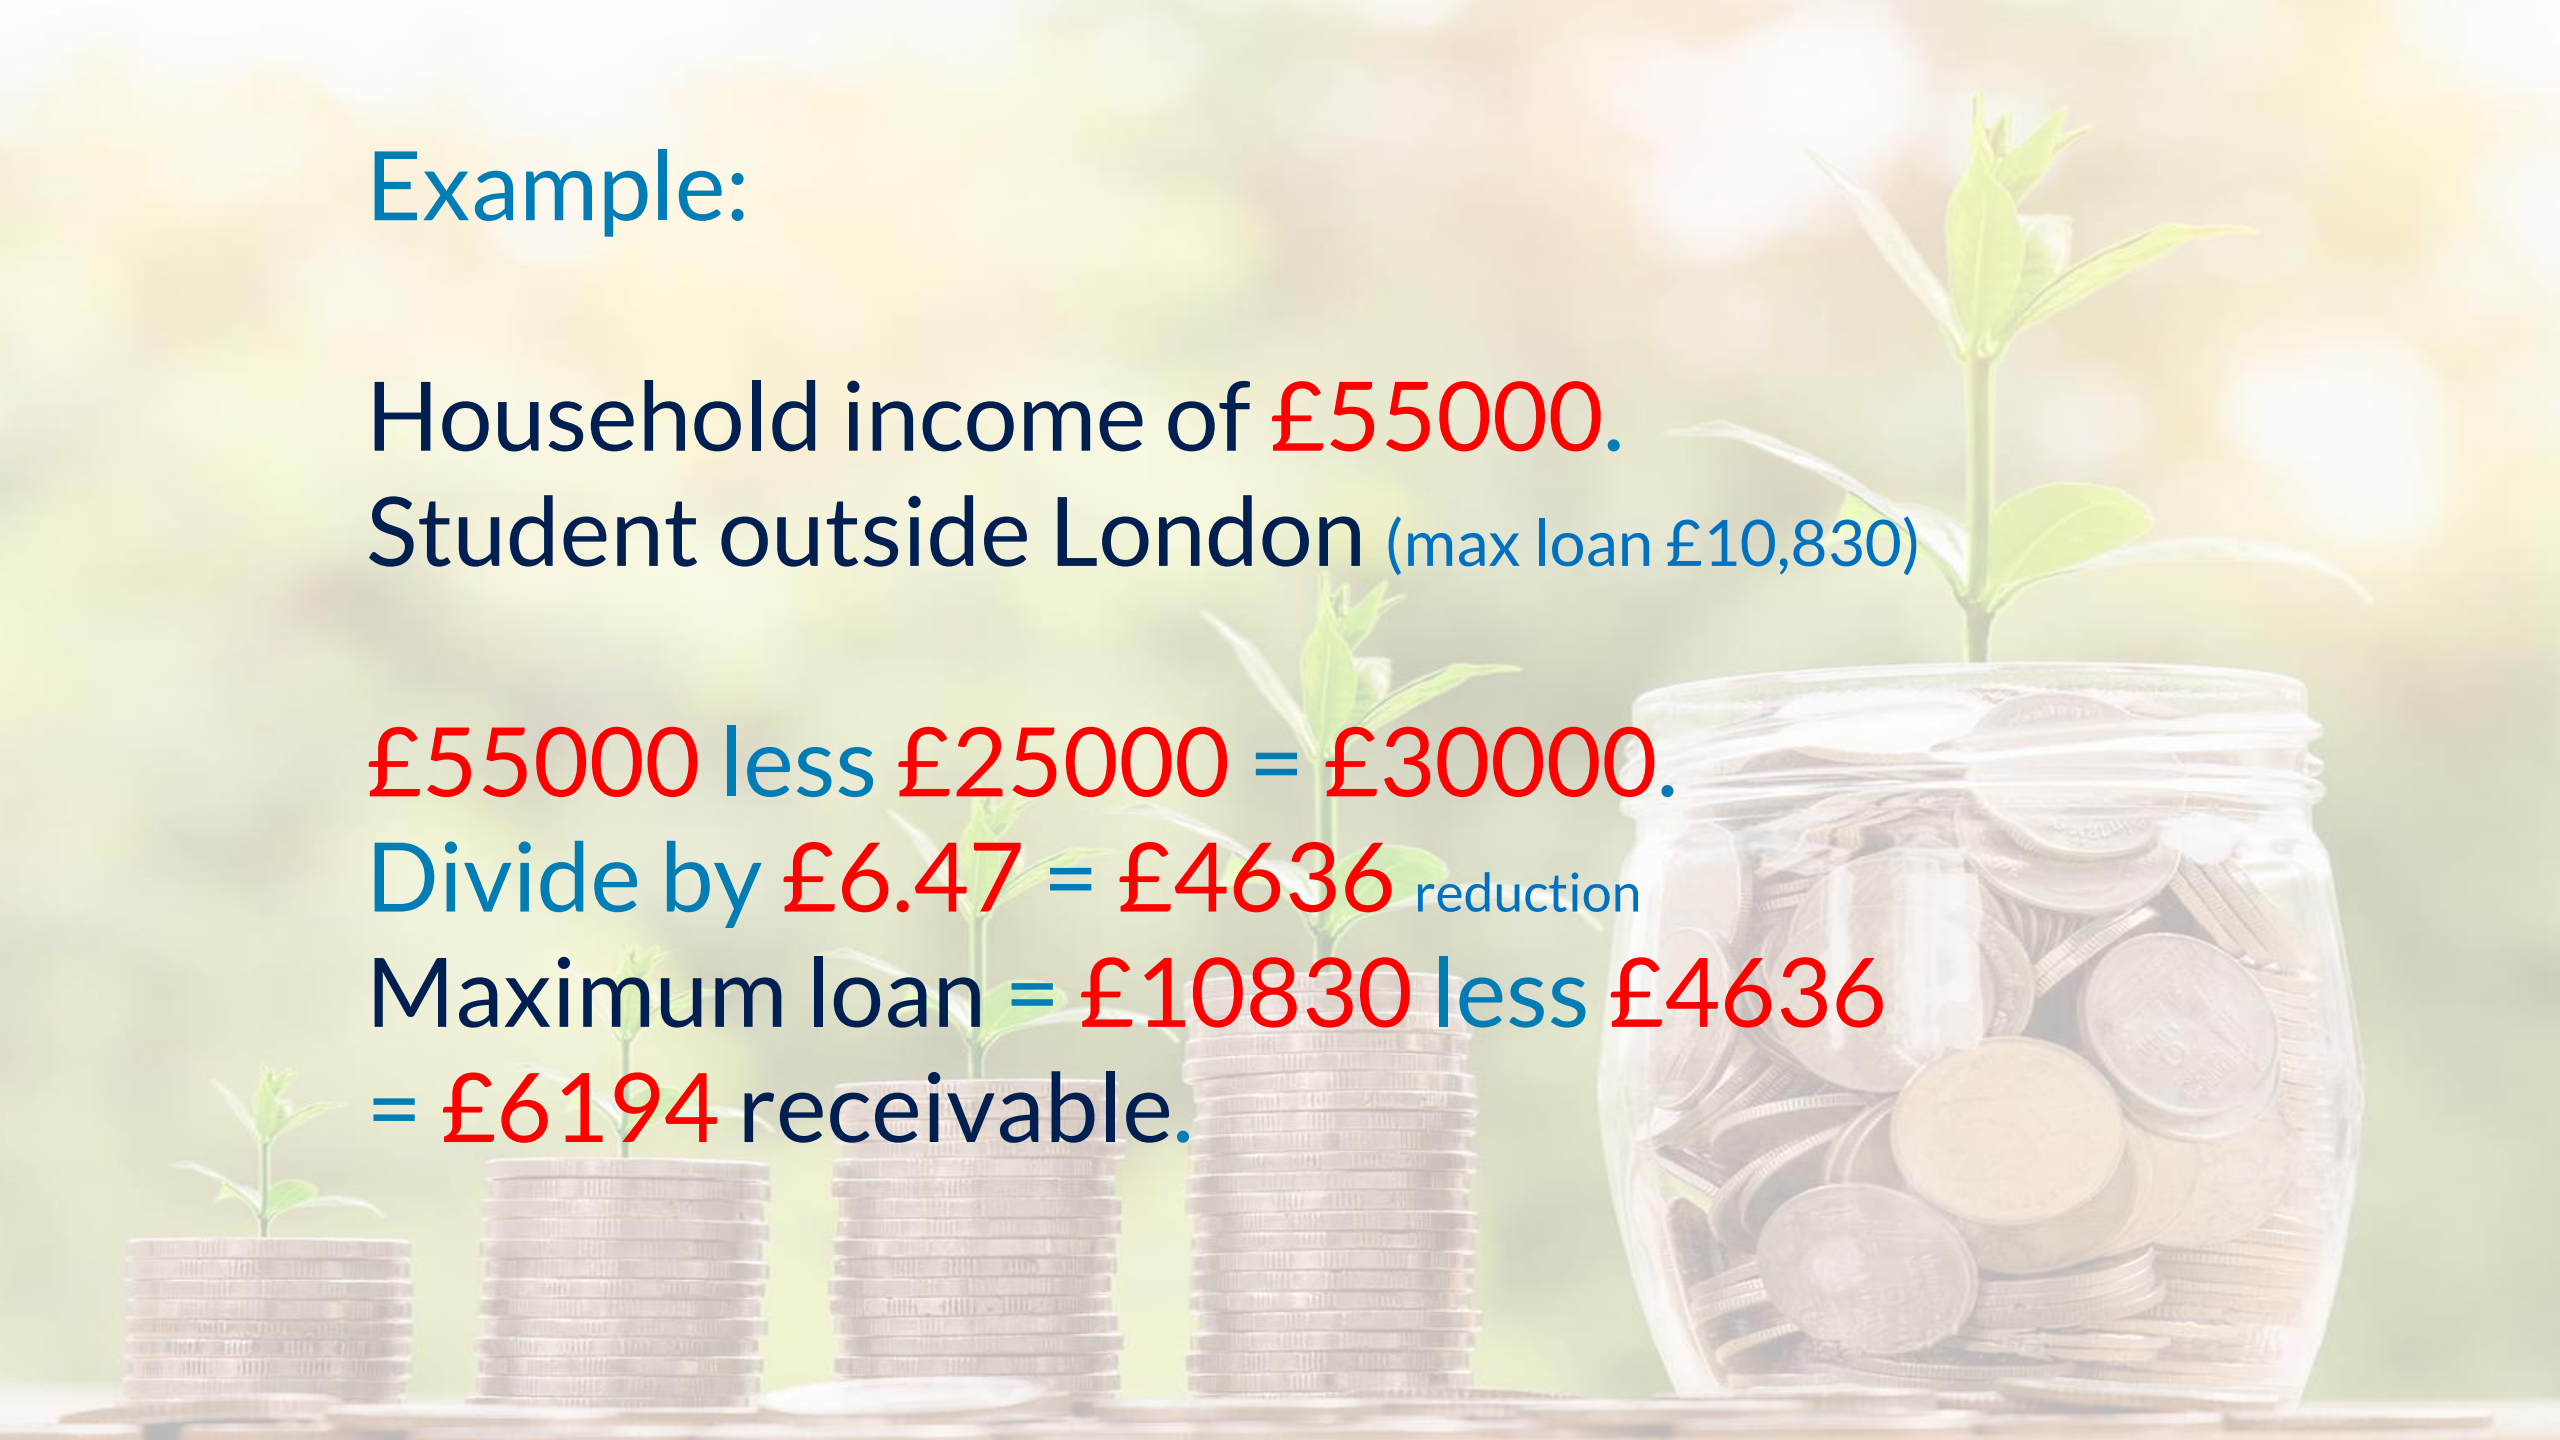 Example:
Household income of £55000.
Student outside London (max loan £10,830)
£55000 less £25000 = £30000.
Divide by £6.47 = £4636 reduction
Maximum loan = £10830 less £4636
= £6194 receivable.